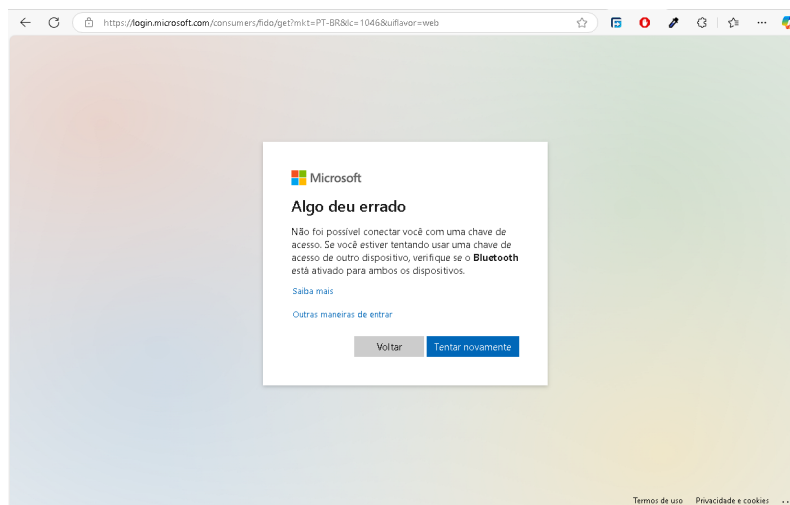 https://login.microsoft.com/consumers/fido/get?mkt=PT-BR&lc=1046&uiflavor=web
Microsoft
Algo deu errado
Não foi possível conectar você com uma chave de
acesso. Se você estiver tentando usar uma chave de
acesso de outro dispositivo, verifique se o Bluetooth
está ativado para ambos os dispositivos.
Saiba mais
Outras maneiras de entrar
Voltar
Tentar novamente
Termos de uso Privacidade e cookies